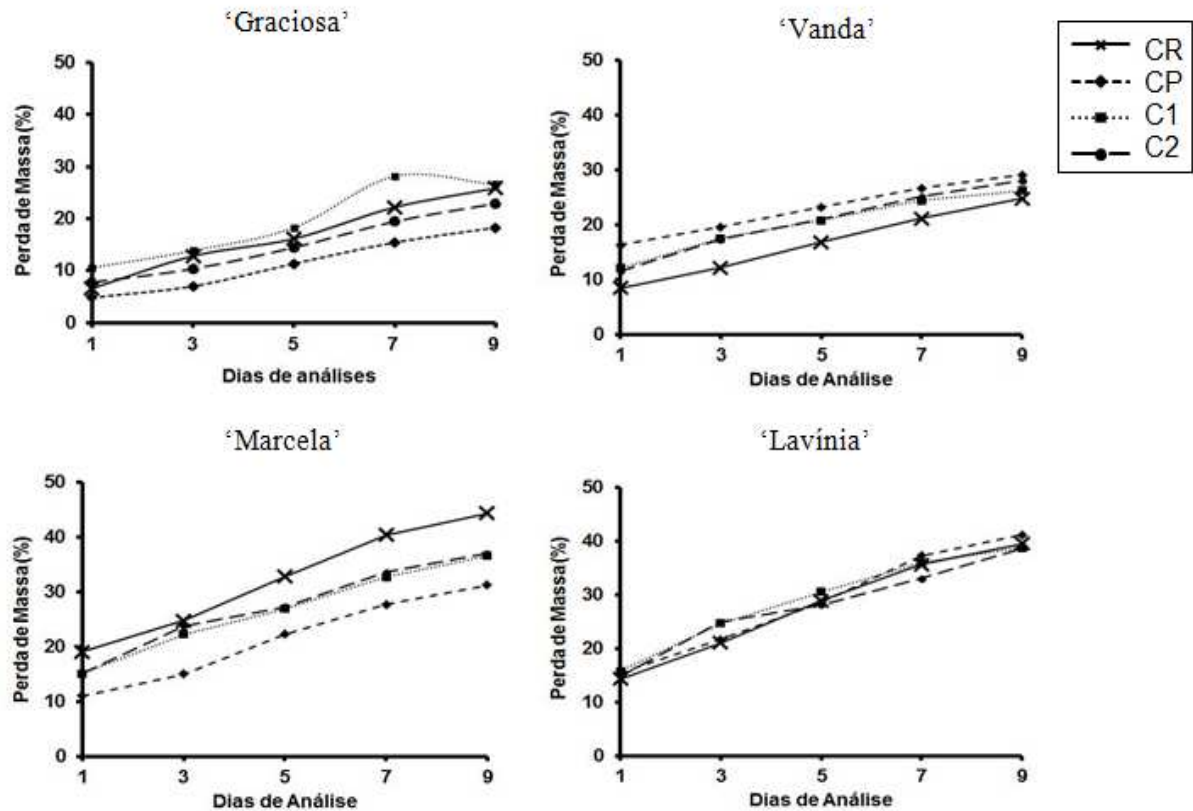 ‘Graciosa’
50
40
30
20
10
0
Perda de Massa (%)
1 3 5 7 9
Dias de análises
‘Vanda’
50
40
30
20
10
0
Perda de Massa (%)
1 3 5 7 9
Dias de Análise
CR
CP
C1
C2
‘Marcela’
50
40
30
20
10
0
Perda de Massa (%)
1 3 5 7 9
Dias de Análise
‘Lavínia’
50
40
30
20
10
0
Perda de Massa (%)
1 3 5 7 9
Dias de Análise